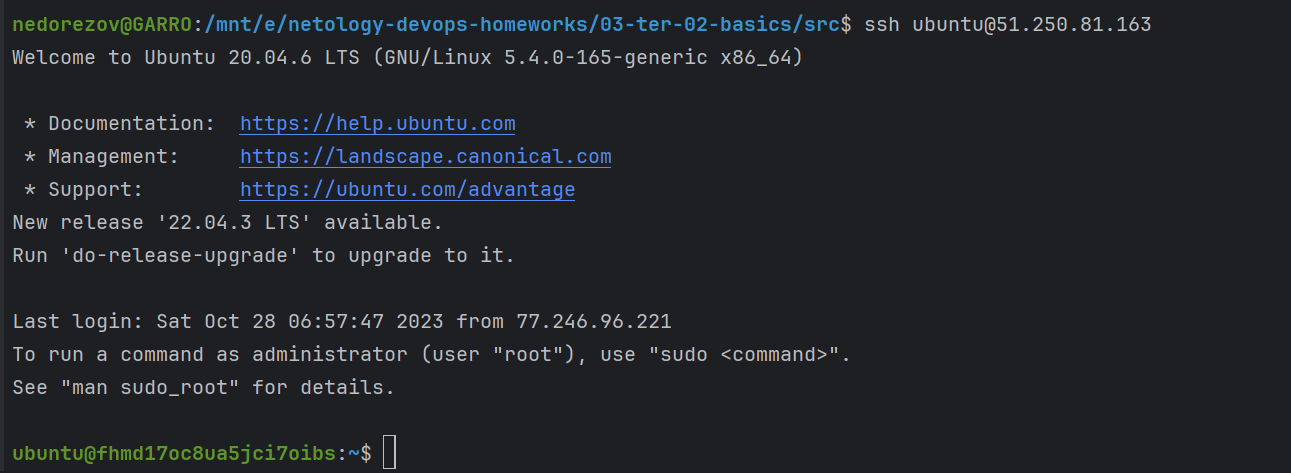 nedorezov@GARRO:/mnt/e/netology-devops-homeworks/03-ter-02-basics/src$ ssh ubuntu@51.250.81.163
Welcome to Ubuntu 20.04.6 LTS (GNU/Linux 5.4.0-165-generic x86_64)
* Documentation:  https://help.ubuntu.com
* Management:     https://landscape.canonical.com
* Support:        https://ubuntu.com/advantage
New release '22.04.3 LTS' available.
Run 'do-release-upgrade' to upgrade to it.
Last login: Sat Oct 28 06:57:47 2023 from 77.246.96.221
To run a command as administrator (user "root"), use "sudo <command>".
See "man sudo_root" for details.
ubuntu@fhmd17oc8ua5jci7oibs:~$